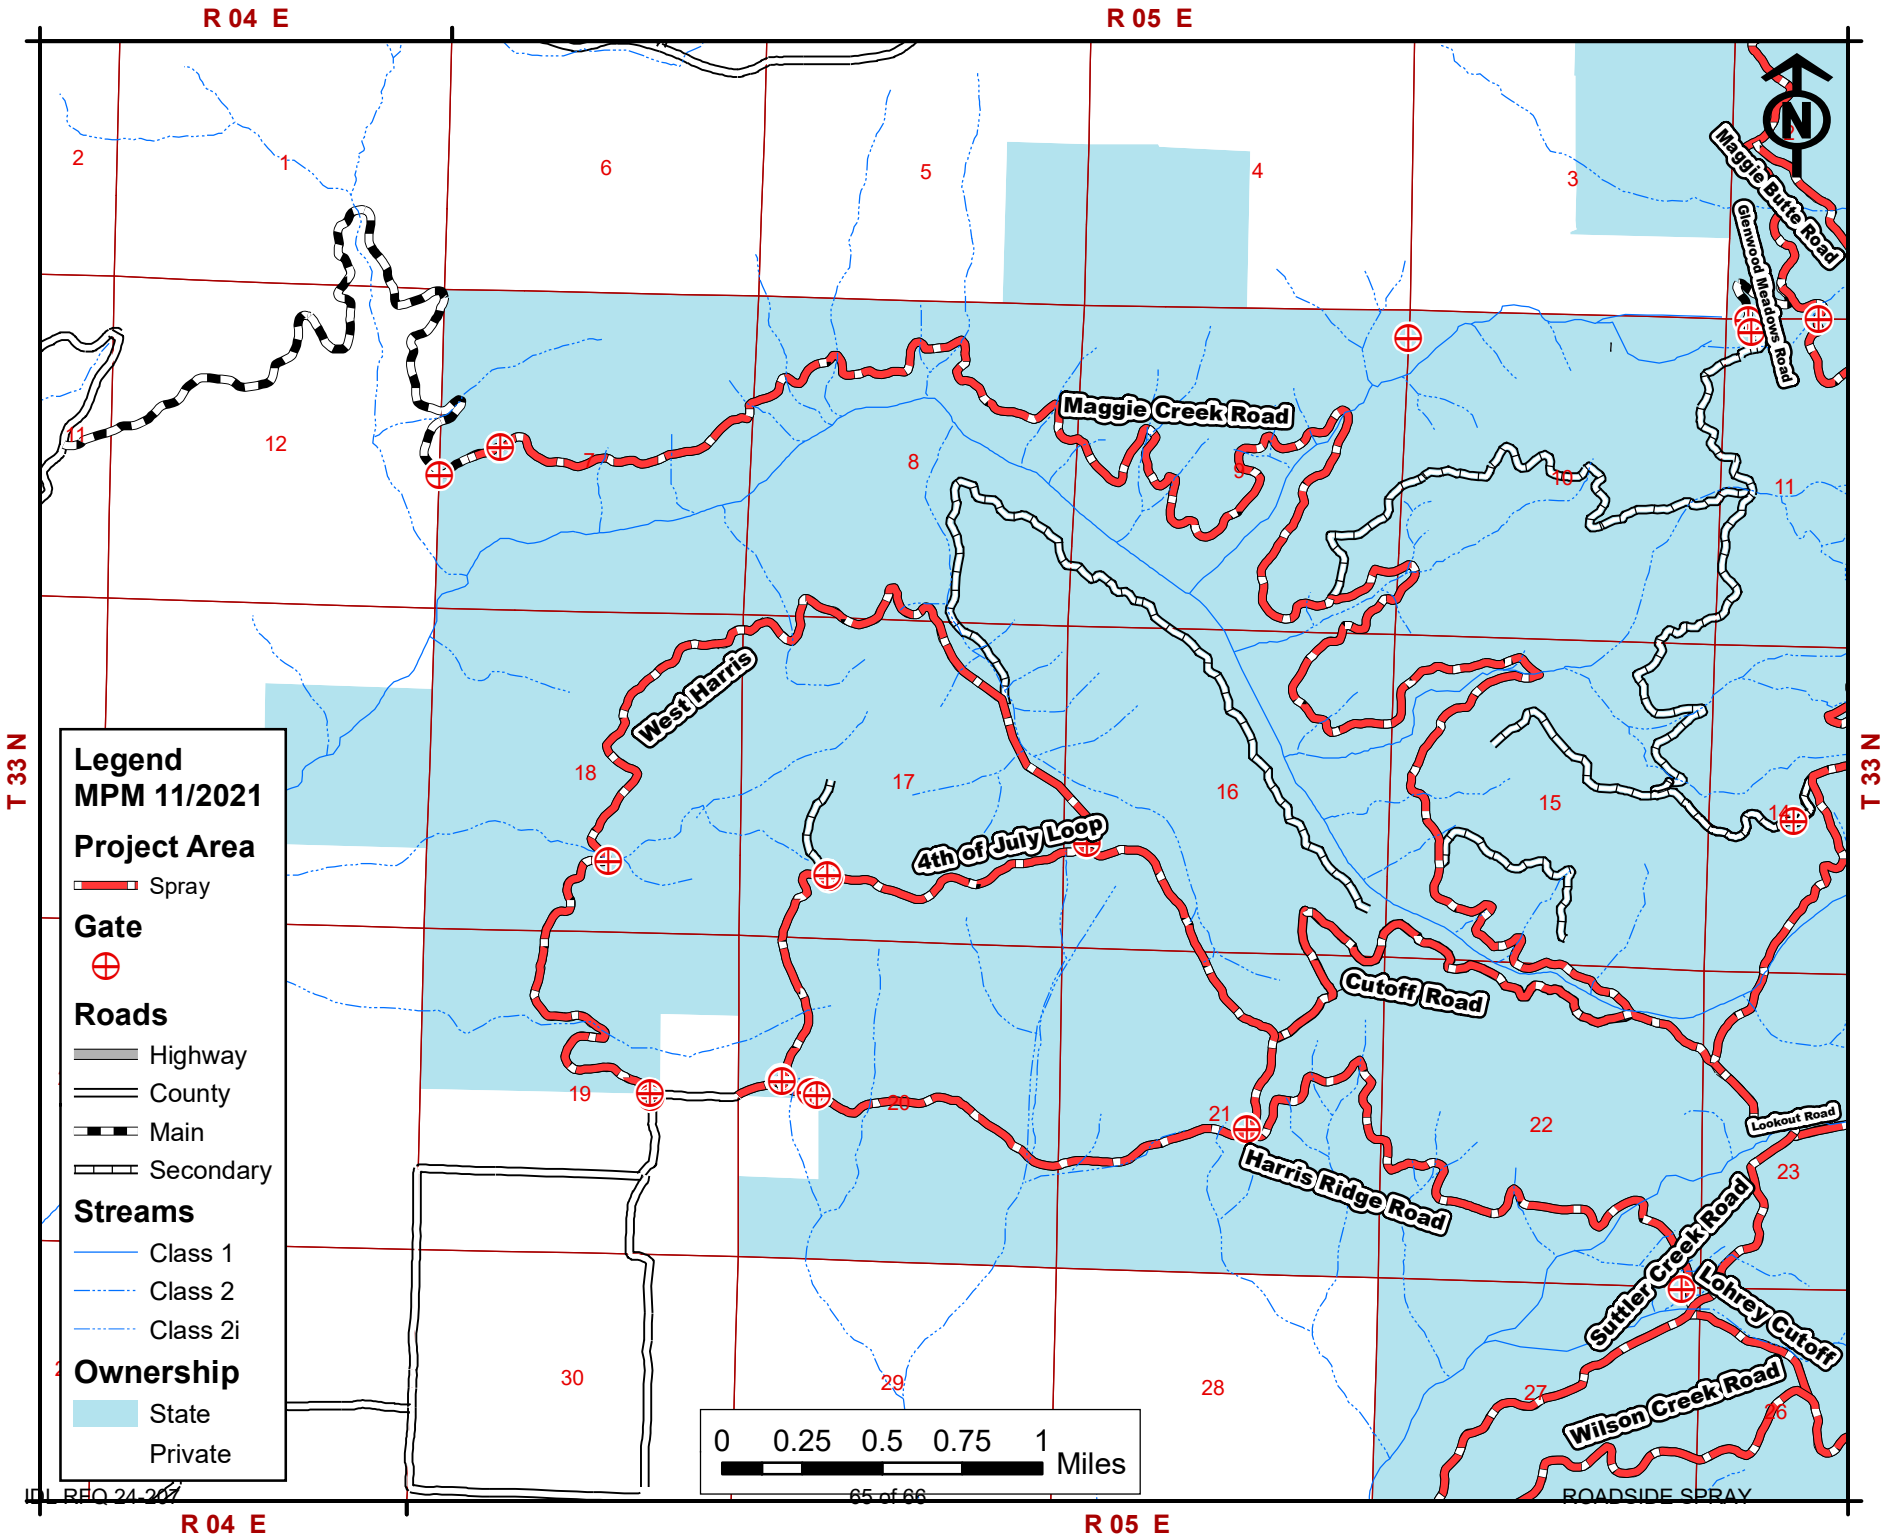 R 04 E
R 05 E
2
1
6
5
4
3
2
N
Maggie Butte Road
Glenwood Meadows Road
Maggie Creek Road
11
12
7
8
9
10
11
West Harris
T 33 N
T 33 N
18
17
16
15
14
4th of July Loop
Cutoff Road
Lookout Road
19
20
21
22
23
Harris Ridge Road
Suttler Creek Road
Lohrey Cutoff
Wilson Creek Road
30
29
28
27
26
Legend
MPM 11/2021
Project Area
Spray
Gate
Roads
Highway
County
Main
Secondary
Streams
Class 1
Class 2
Class 2i
Ownership
State
Private
0 0.25 0.5 0.75 1
Miles
IDL RFQ 24-207
65 of 66
ROADSIDE SPRAY
R 04 E
R 05 E